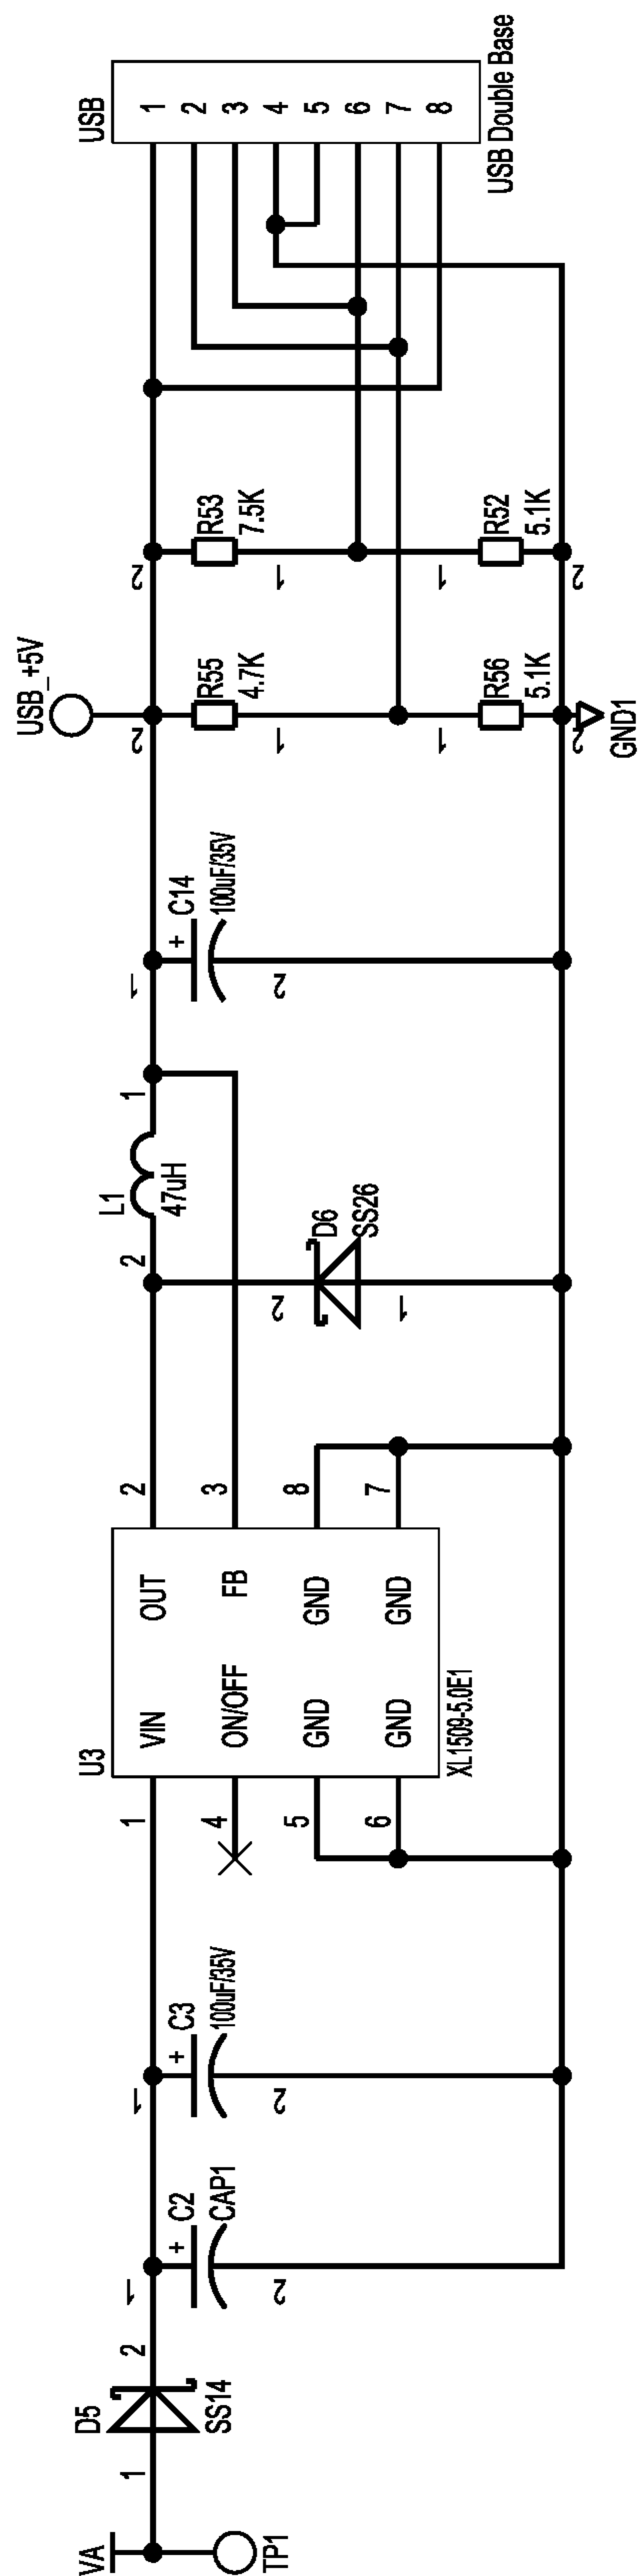 VA
TP1
1
D5
SS14
2
1
+
C2
CAP1
2
1
+
C3
100uF/35V
2
U3
1
VIN
OUT
2
4
ON/OFF
FB
3
5
GND
GND
8
6
GND
GND
7
XL1509-5.0E1
2
D6
SS26
1
2
L1
47uH
1
1
+
C14
100uF/35V
2
USB_+5V
2
R55
4.7K
1
1
R56
5.1K
2
GND1
2
R53
7.5K
1
1
R52
5.1K
2
USB
1
2
3
4
5
6
7
8
USB Double Base